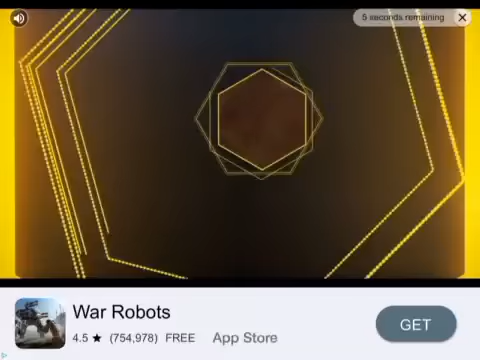 5 seconds remaining
War Robots
4.5 ★ (754,978) FREE App Store
GET